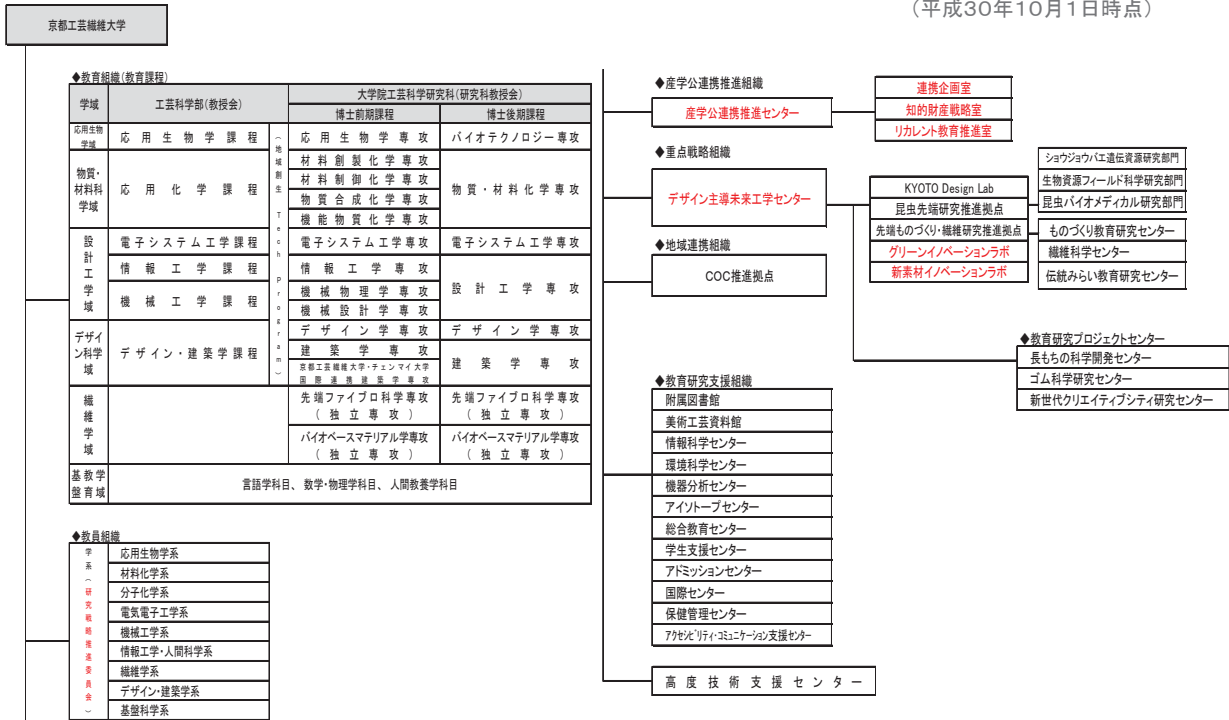 (平成30年10月1日時点)
京都工芸繊維大学
◆教育組織(教育課程)
学域
工芸科学部(教授会)
大学院工芸科学研究科(研究科教授会)
博士前期課程
博士後期課程
応用生物
学域
応用生物学課程
(地域創生 Tech Program)
応用生物学専攻
バイオテクノロジー専攻
物質・
材料科
学域
応用化学課程
材料創製化学専攻
材料制御化学専攻
物質合成化学専攻
機能物質化学専攻
物質・材料化学専攻
設計工学域
電子システム工学課程
電子システム工学専攻
電子システム工学専攻
情報工学課程
情報工学専攻
設計工学専攻
機械工学課程
機械物理学専攻
機械設計学専攻
デザイ
ン科学
域
デザイン・建築学課程
デザイン学専攻
デザイン学専攻
建築学専攻
京都工芸繊維大学・チェンマイ大学
国際連携建築学専攻
建築学専攻
繊維学域
先端ファイブロ科学専攻
(独立専攻)
先端ファイブロ科学専攻
(独立専攻)
バイオベースマテリアル学専攻
(独立専攻)
バイオベースマテリアル学専攻
(独立専攻)
基教学
盤育域
言語学科目、数学・物理学科目、人間教養学科目
◆教員組織
学系(研究戦略推進委員会)
応用生物学系
材料化学系
分子化学系
電気電子工学系
機械工学系
情報工学・人間科学系
繊維学系
デザイン・建築学系
基盤科学系
◆産学公連携推進組織
産学公連携推進センター
連携企画室
知的財産戦略室
リカレント教育推進室
◆重点戦略組織
デザイン主導未来工学センター
KYOTO Design Lab
昆虫先端研究推進拠点
先端ものづくり・繊維研究推進拠点
グリーンイノベーションラボ
新素材イノベーションラボ
ショウジョウバエ遺伝資源研究部門
生物資源フィールド科学研究部門
昆虫バイオメディカル研究部門
ものづくり教育研究センター
繊維科学センター
伝統みらい教育研究センター
◆地域連携組織
COC推進拠点
◆教育研究プロジェクトセンター
長もちの科学開発センター
ゴム科学研究センター
新世代クリエイティブシティ研究センター
◆教育研究支援組織
附属図書館
美術工芸資料館
情報科学センター
環境科学センター
機器分析センター
アイソトープセンター
総合教育センター
学生支援センター
アドミッションセンター
国際センター
保健管理センター
アクセシビリティ・コミュニケーション支援センター
高度技術支援センター